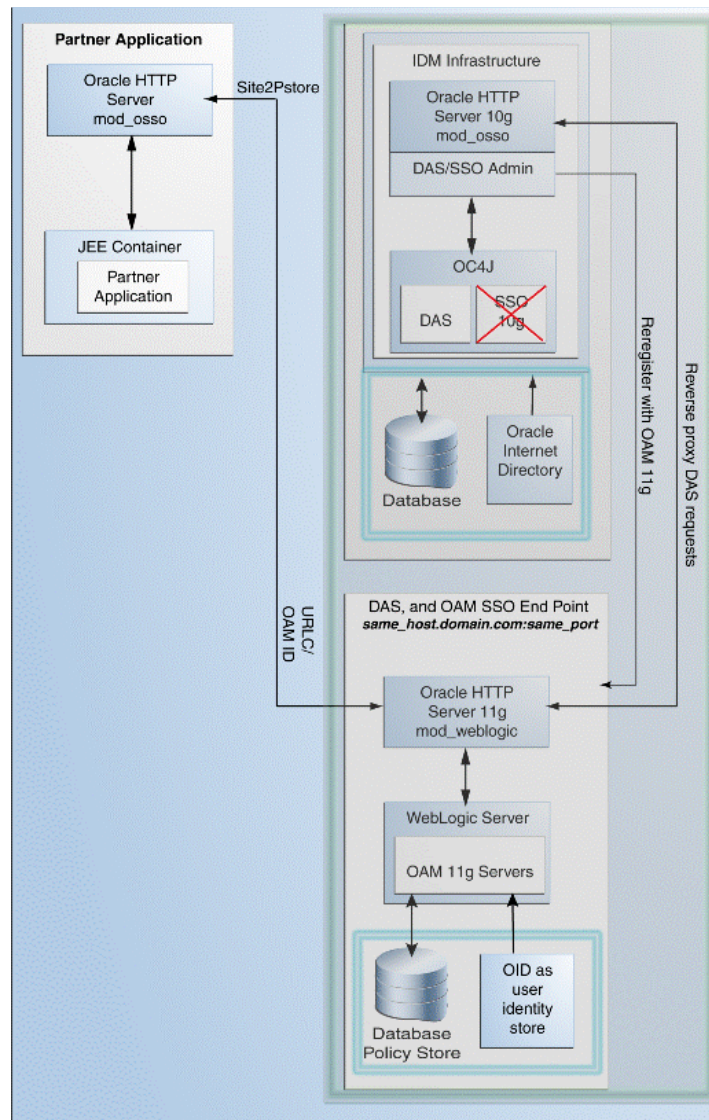 Partner Application
Oracle HTTP
Server
mod_osso
JEE Container
Partner
Application
Site2Pstore
URLC/
OAM ID
IDM Infrastructure
Oracle HTTP
Server 10g
mod_osso
DAS/SSO Admin
OC4J
DAS
SSO
10g
Database
Oracle
Internet
Directory
Reregister with OAM 11g
Reverse proxy DAS requests
DAS, and OAM SSO End Point
same_host.domain.com:same_port
Oracle HTTP
Server 11g
mod_weblogic
WebLogic Server
OAM 11g Servers
Database
Policy Store
OID as
user
identity
store